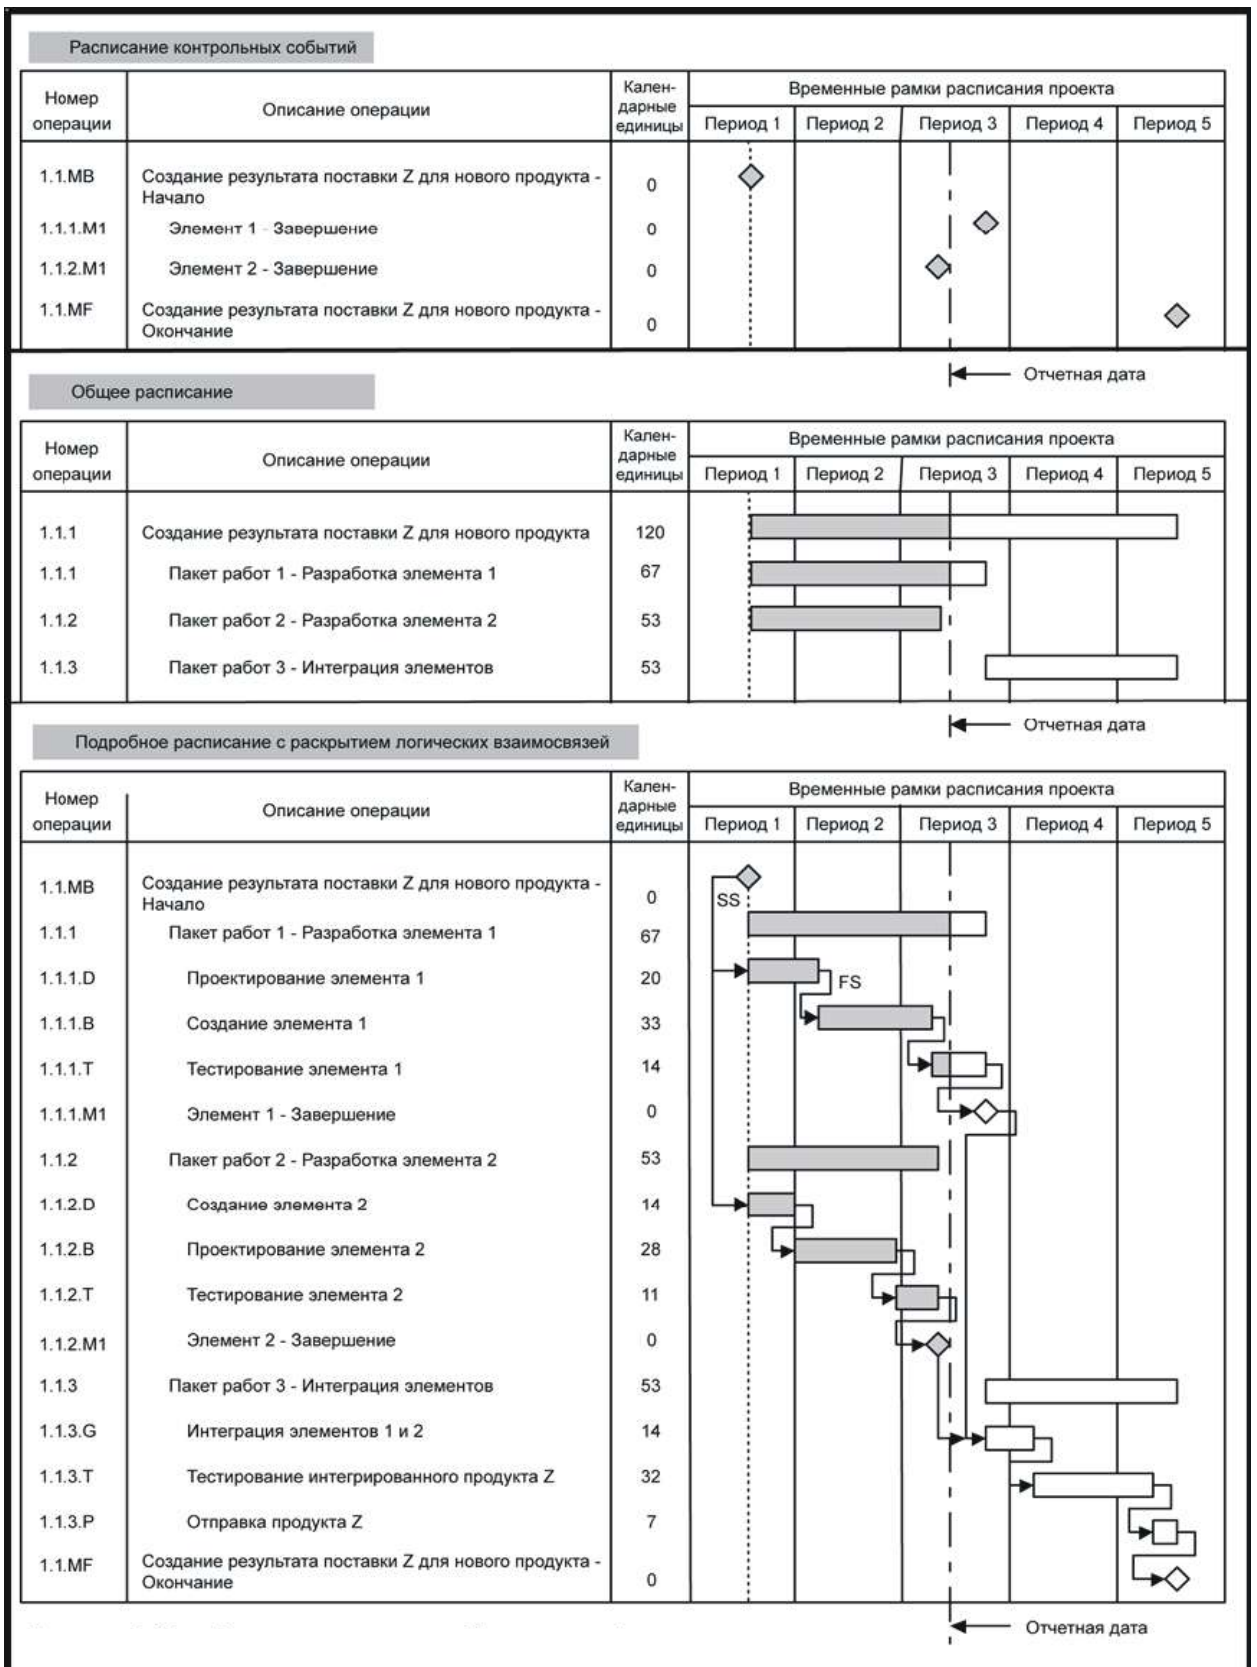 Расписание контрольных событий
Номер операции
Описание операции
Кален-
дарные
единицы
Временные рамки расписания проекта
Период 1
Период 2
Период 3
Период 4
Период 5
1.1.MB
Создание результата поставки Z для нового продукта -
Начало
0
1.1.1.M1
Элемент 1 - Завершение
0
1.1.2.M1
Элемент 2 - Завершение
0
1.1.MF
Создание результата поставки Z для нового продукта -
Окончание
0
Отчетная дата
Общее расписание
Номер
операции
Описание операции
Кален-
дарные
единицы
Временные рамки расписания проекта
Период 1
Период 2
Период 3
Период 4
Период 5
1.1.1
Создание результата поставки Z для нового продукта
120
1.1.1
Пакет работ 1 - Разработка элемента 1
67
1.1.2
Пакет работ 2 - Разработка элемента 2
53
1.1.3
Пакет работ 3 - Интеграция элементов
53
Отчетная дата
Подробное расписание с раскрытием логических взаимосвязей
Номер
операции
Описание операции
Кален-
дарные
единицы
Временные рамки расписания проекта
Период 1
Период 2
Период 3
Период 4
Период 5
1.1.MB
Создание результата поставки Z для нового продукта -
Начало
0
SS
1.1.1
Пакет работ 1 - Разработка элемента 1
67
1.1.1.D
Проектирование элемента 1
20
FS
1.1.1.B
Создание элемента 1
33
1.1.1.T
Тестирование элемента 1
14
1.1.1.M1
Элемент 1 - Завершение
0
1.1.2
Пакет работ 2 - Разработка элемента 2
53
1.1.2.D
Создание элемента 2
14
1.1.2.B
Проектирование элемента 2
28
1.1.2.T
Тестирование элемента 2
11
1.1.2.M1
Элемент 2 - Завершение
0
1.1.3
Пакет работ 3 - Интеграция элементов
53
1.1.3.G
Интеграция элементов 1 и 2
14
1.1.3.T
Тестирование интегрированного продукта Z
32
1.1.3.P
Отправка продукта Z
7
1.1.MF
Создание результата поставки Z для нового продукта -
Окончание
0
Отчетная дата